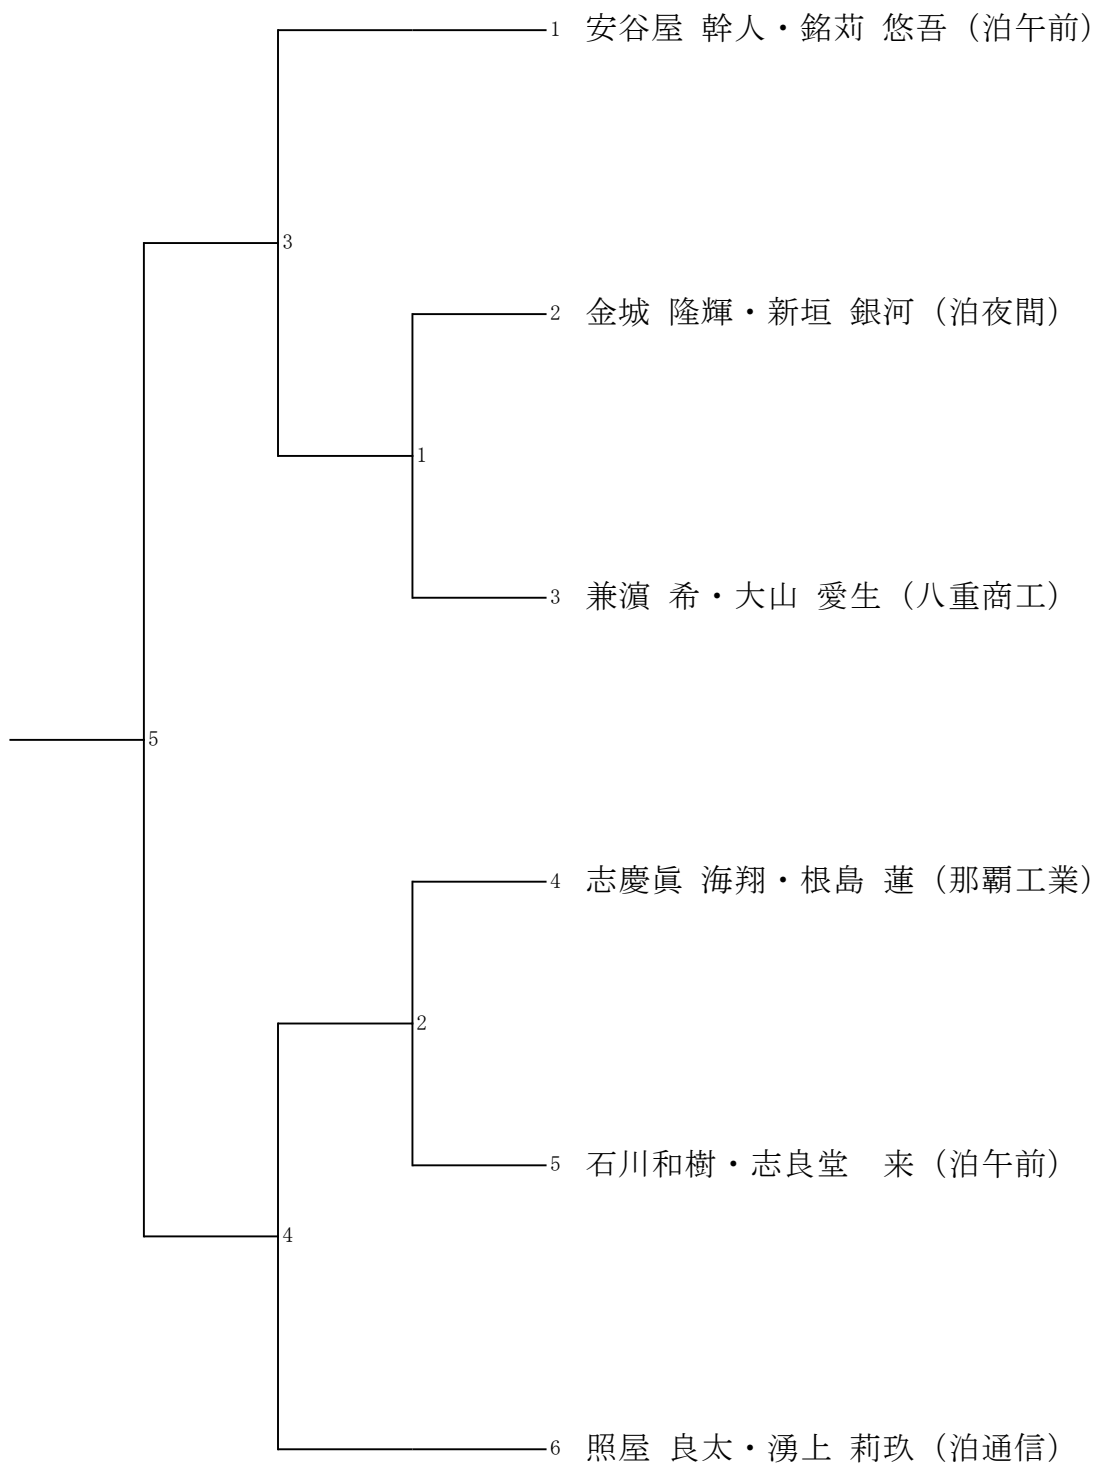 1 安谷屋 幹人・銘苅 悠吾（泊午前）
3
2 金城 隆輝・新垣 銀河（泊夜間）
1
3 兼濵 希・大山 愛生（八重商工）
5
4 志慶眞 海翔・根島 蓮（那覇工業）
2
5 石川和樹・志良堂　来（泊午前）
4
6 照屋 良太・湧上 莉玖（泊通信）